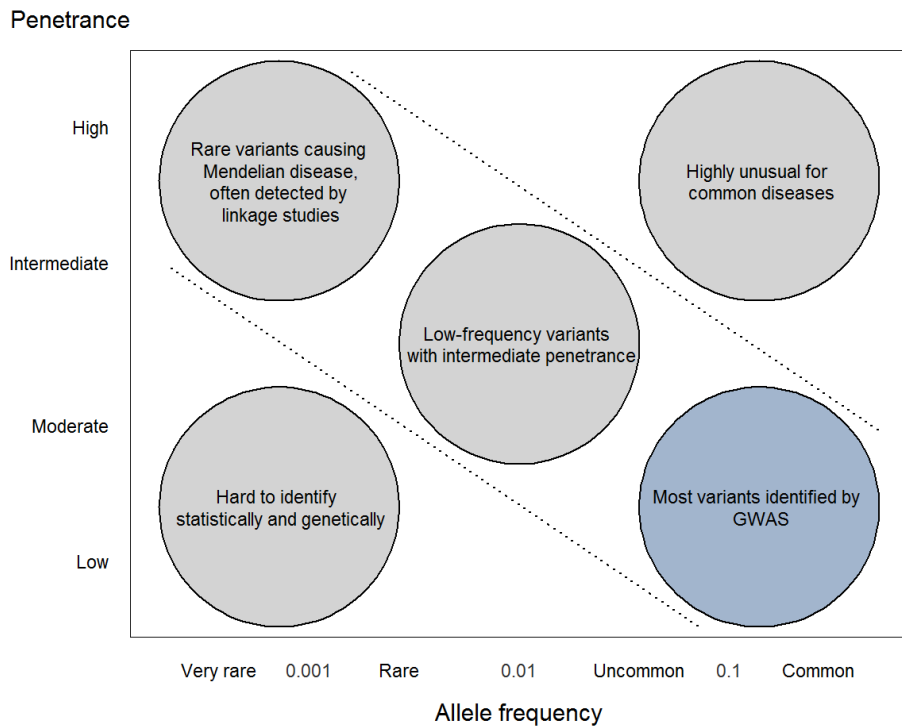 Penetrance
High
Rare variants causing
Mendelian disease,
often detected by
linkage studies
Highly unusual for
common diseases
Intermediate
Low-frequency variants
with intermediate penetrance
Moderate
Hard to identify
statistically and genetically
Most variants identified by
GWAS
Low
Very rare 0.001 Rare 0.01 Uncommon 0.1 Common
Allele frequency